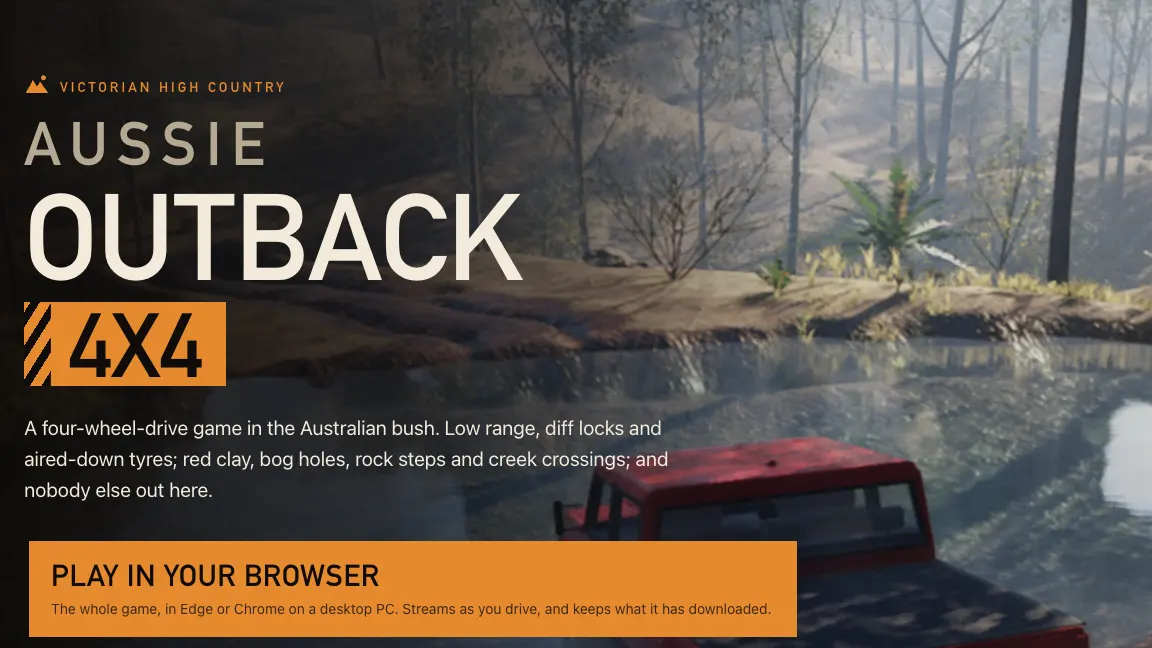 VICTORIAN HIGH COUNTRY
AUSSIE
OUTBACK
4X4
A four-wheel-drive game in the Australian bush. Low range, diff locks and
aired-down tyres; red clay, bog holes, rock steps and creek crossings; and
nobody else out here.
PLAY IN YOUR BROWSER
The whole game, in Edge or Chrome on a desktop PC. Streams as you drive, and keeps what it has downloaded.